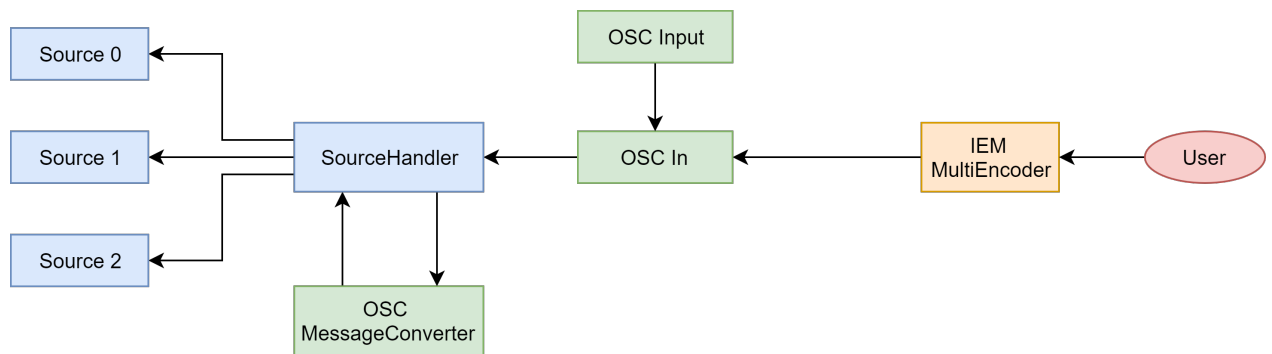 Source 0
OSC Input
Source 1
SourceHandler
OSC In
IEM
MultiEncoder
User
Source 2
OSC
MessageConverter